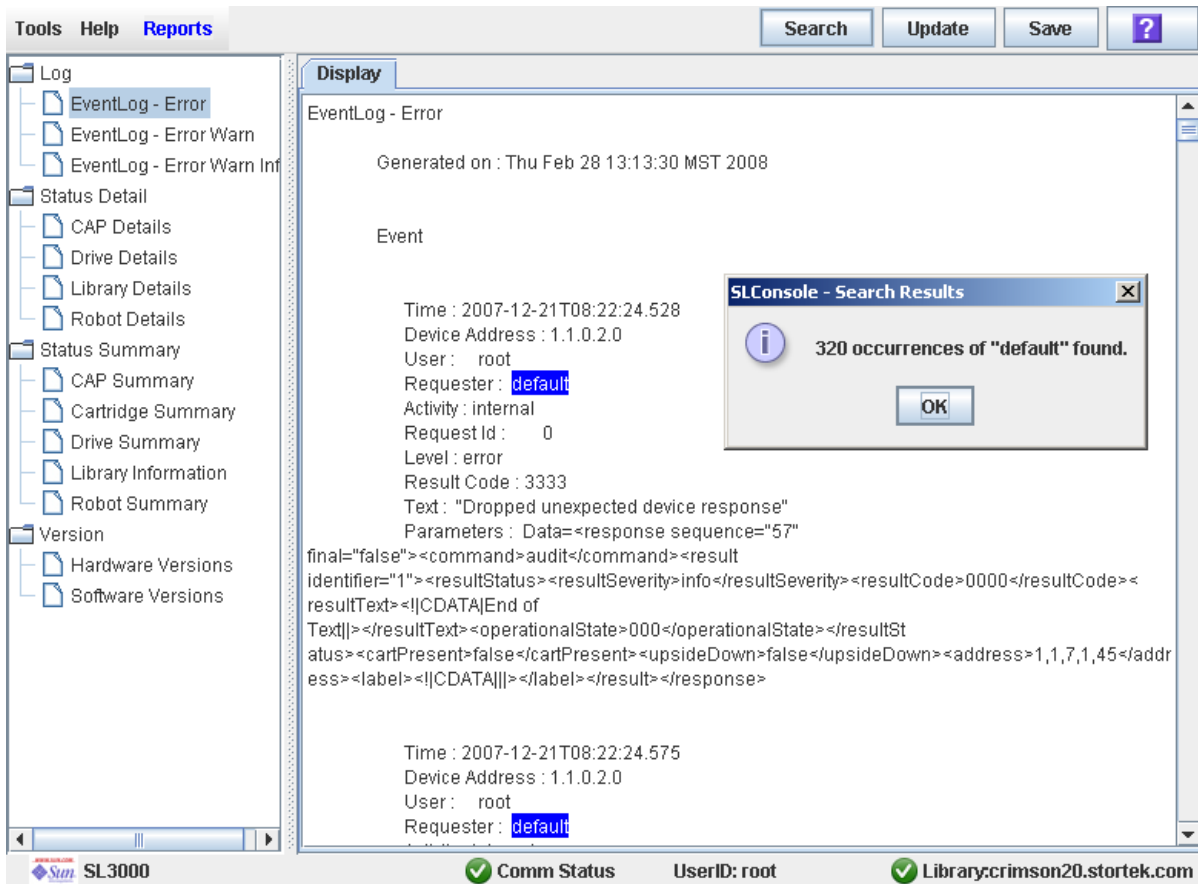 Tools Help Reports
Search Update Save ?
Log
EventLog - Error
EventLog - Error Warn
EventLog - Error Warn Inf
Status Detail
CAP Details
Drive Details
Library Details
Robot Details
Status Summary
CAP Summary
Cartridge Summary
Drive Summary
Library Information
Robot Summary
Version
Hardware Versions
Software Versions
Display
EventLog - Error
Generated on : Thu Feb 28 13:13:30 MST 2008
Event
Time : 2007-12-21T08:22:24.528
Device Address : 1.1.0.2.0
User : root
Requester : default
Activity : internal
Request Id : 0
Level : error
Result Code : 3333
Text : "Dropped unexpected device response"
Parameters : Data=<response sequence="57"
final="false"><command>audit</command><result
identifier="1"><resultStatus><resultSeverity>info</resultSeverity><resultCode>0000</resultCode><
resultText><!|CDATA|End of
Text||></resultText><operationalState>000</operationalState></resultSt
atus><cartPresent>false</cartPresent><upsideDown>false</upsideDown><address>1,1,7,1,45</addr
ess><label><!|CDATA|||></label></result></response>
Time : 2007-12-21T08:22:24.575
Device Address : 1.1.0.2.0
User : root
Requester : default
SLConsole - Search Results
320 occurrences of "default" found.
OK
Sun SL3000
Comm Status
UserID: root
Library:crimson20.stortek.com